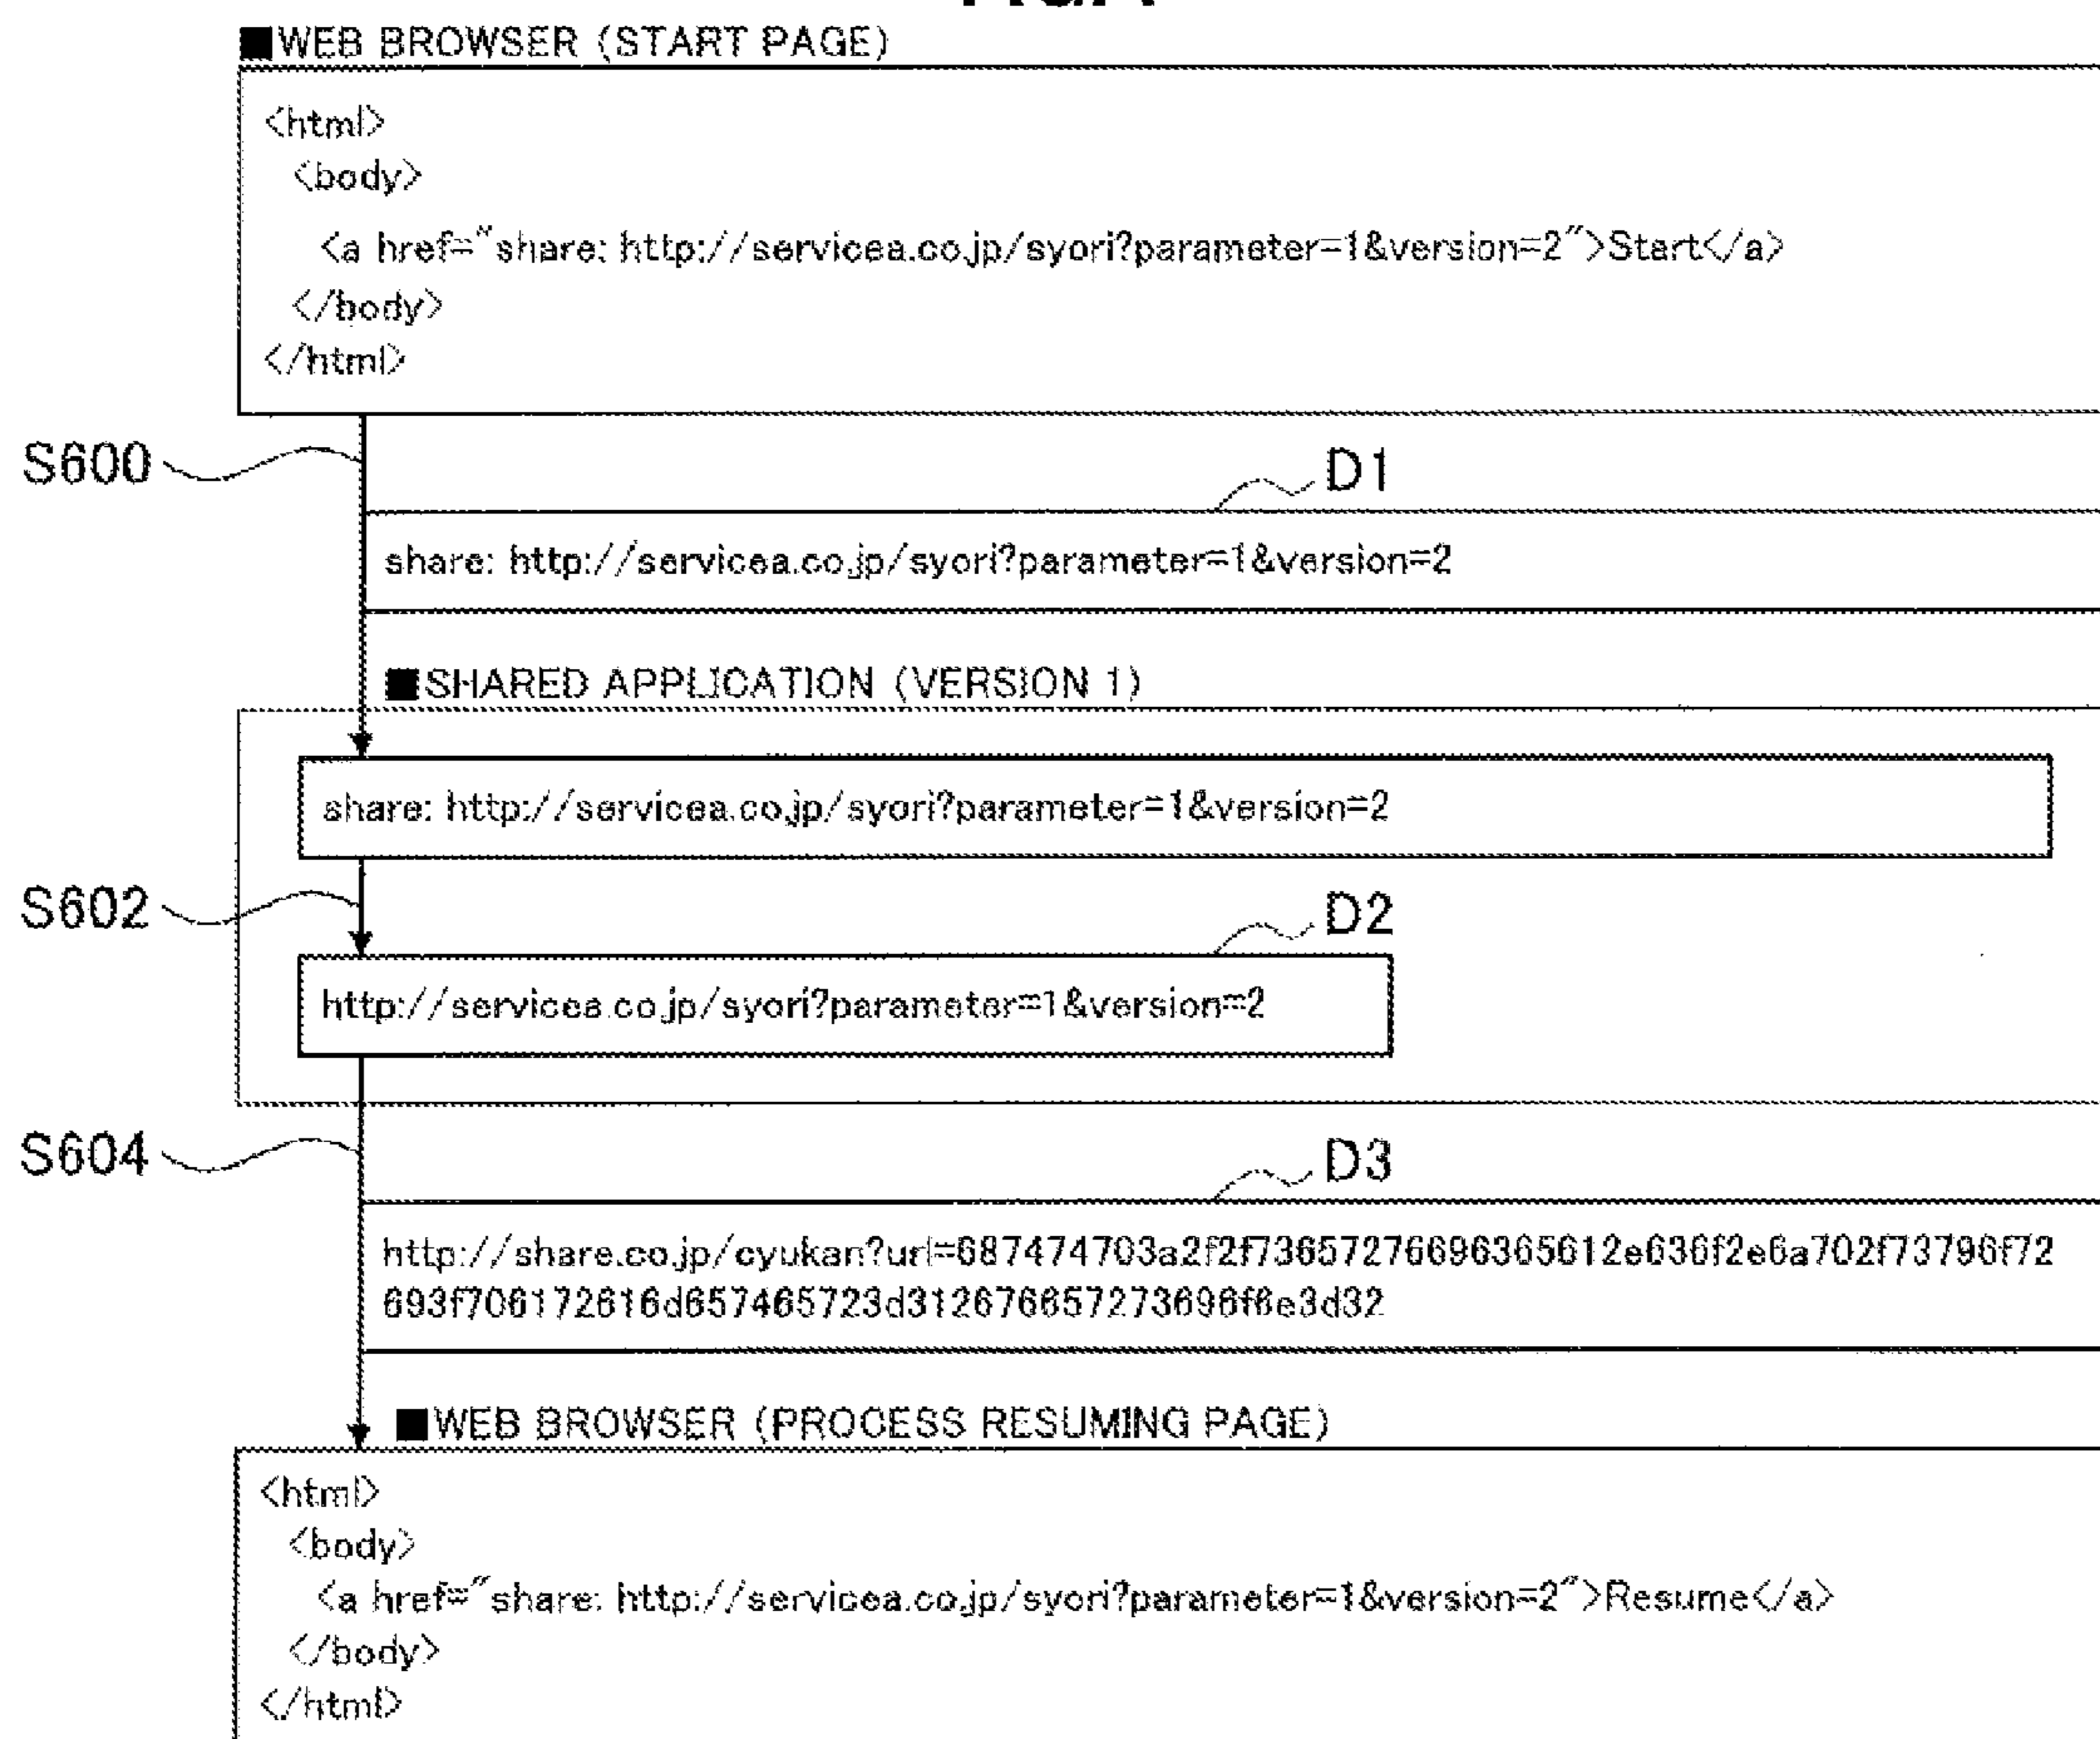 ■WEB BROWSER (START PAGE)
<html>
<body>
<a href="share: http://servicea.co.jp/syori?parameter=1&version=2">Start</a>
</body>
</html>
S600
D1
share: http://servicea.co.jp/syori?parameter=1&version=2
■SHARED APPLICATION (VERSION 1)
share: http://servicea.co.jp/syori?parameter=1&version=2
S602
D2
http://servicea.co.jp/syori?parameter=1&version=2
S604
D3
http://share.co.jp/cyukan?url=687474703a2f2f73657276696365612e636f2e6a702f73796f72
693f706172616d657465723d312676657273696f6e3d32
■WEB BROWSER (PROCESS RESUMING PAGE)
<html>
<body>
<a href="share: http://servicea.co.jp/syori?parameter=1&version=2">Resume</a>
</body>
</html>